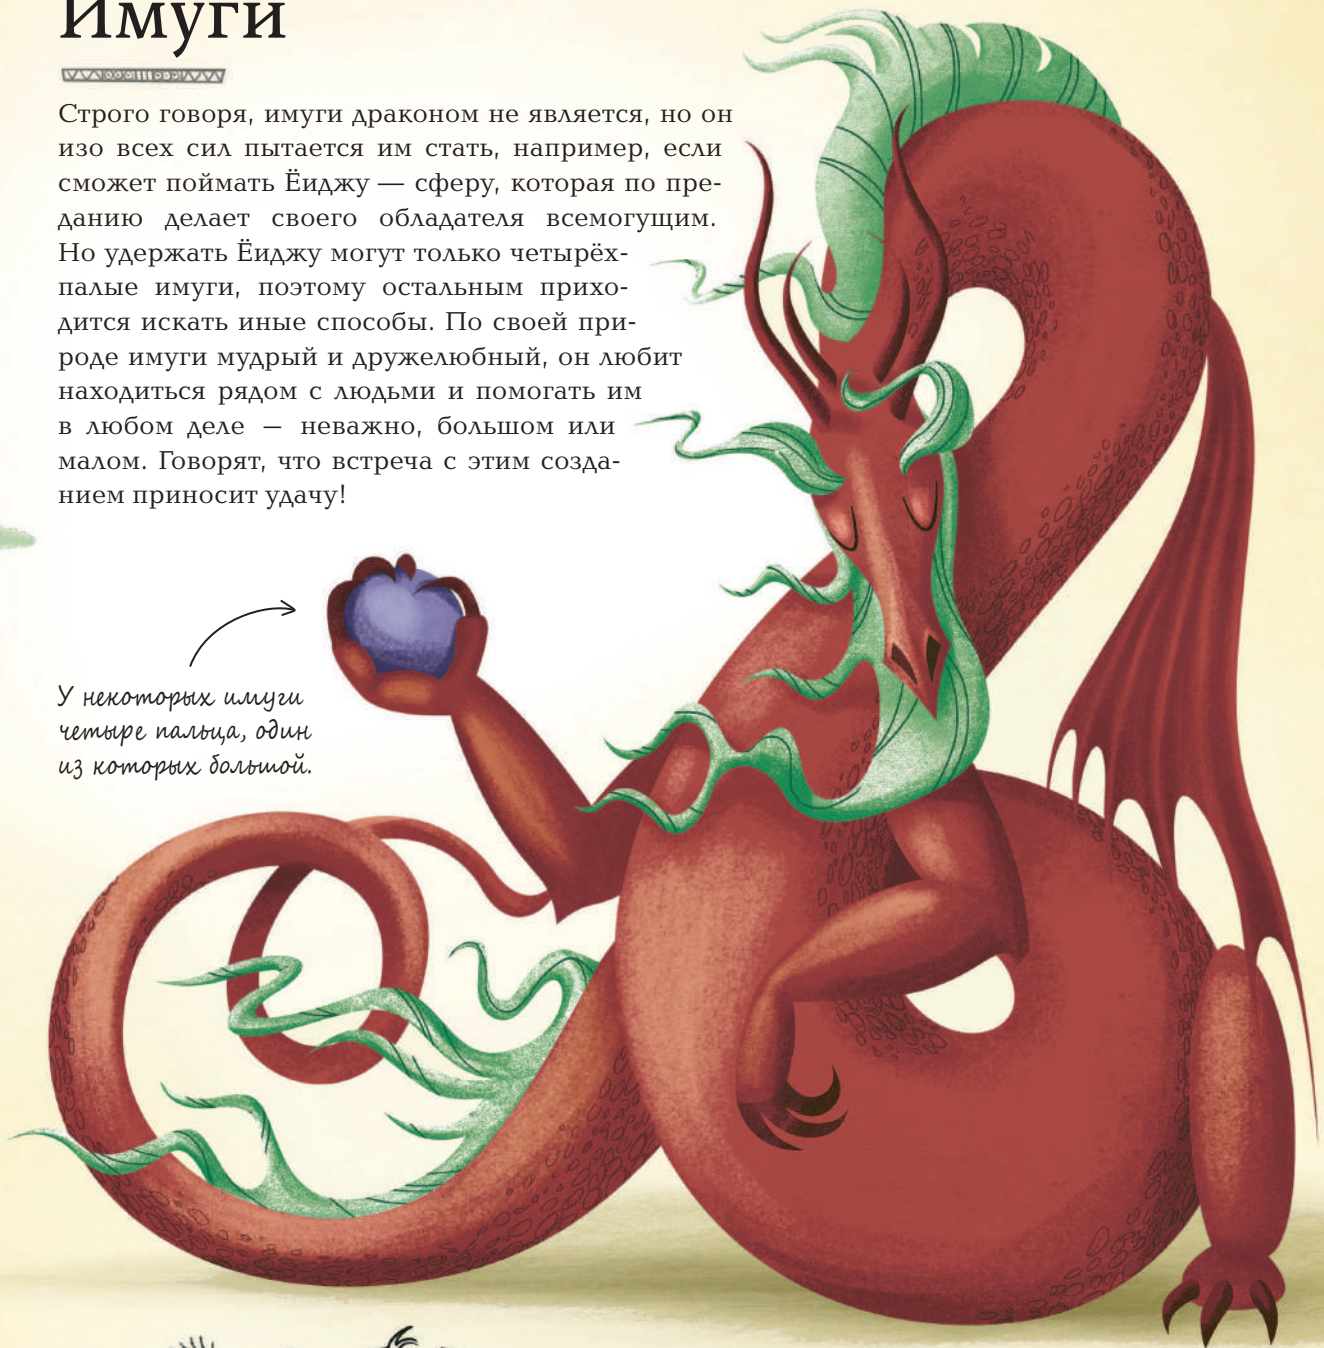 Имуги
Строго говоря, имуги драконом не является, но он
изо всех сил пытается им стать, например, если
сможет поймать Ёиджу — сферу, которая по пре-
данию делает своего обладателя всемогущим.
Но удержать Ёиджу могут только четырёх-
палые имуги, поэтому остальным прихо-
дится искать иные способы. По своей при-
роде имуги мудрый и дружелюбный, он любит
находиться рядом с людьми и помогать им
в любом деле — неважно, большом или
малом. Говорят, что встреча с этим созда-
нием приносит удачу!
У некоторых имуги
четыре пальца, один
из которых большой.